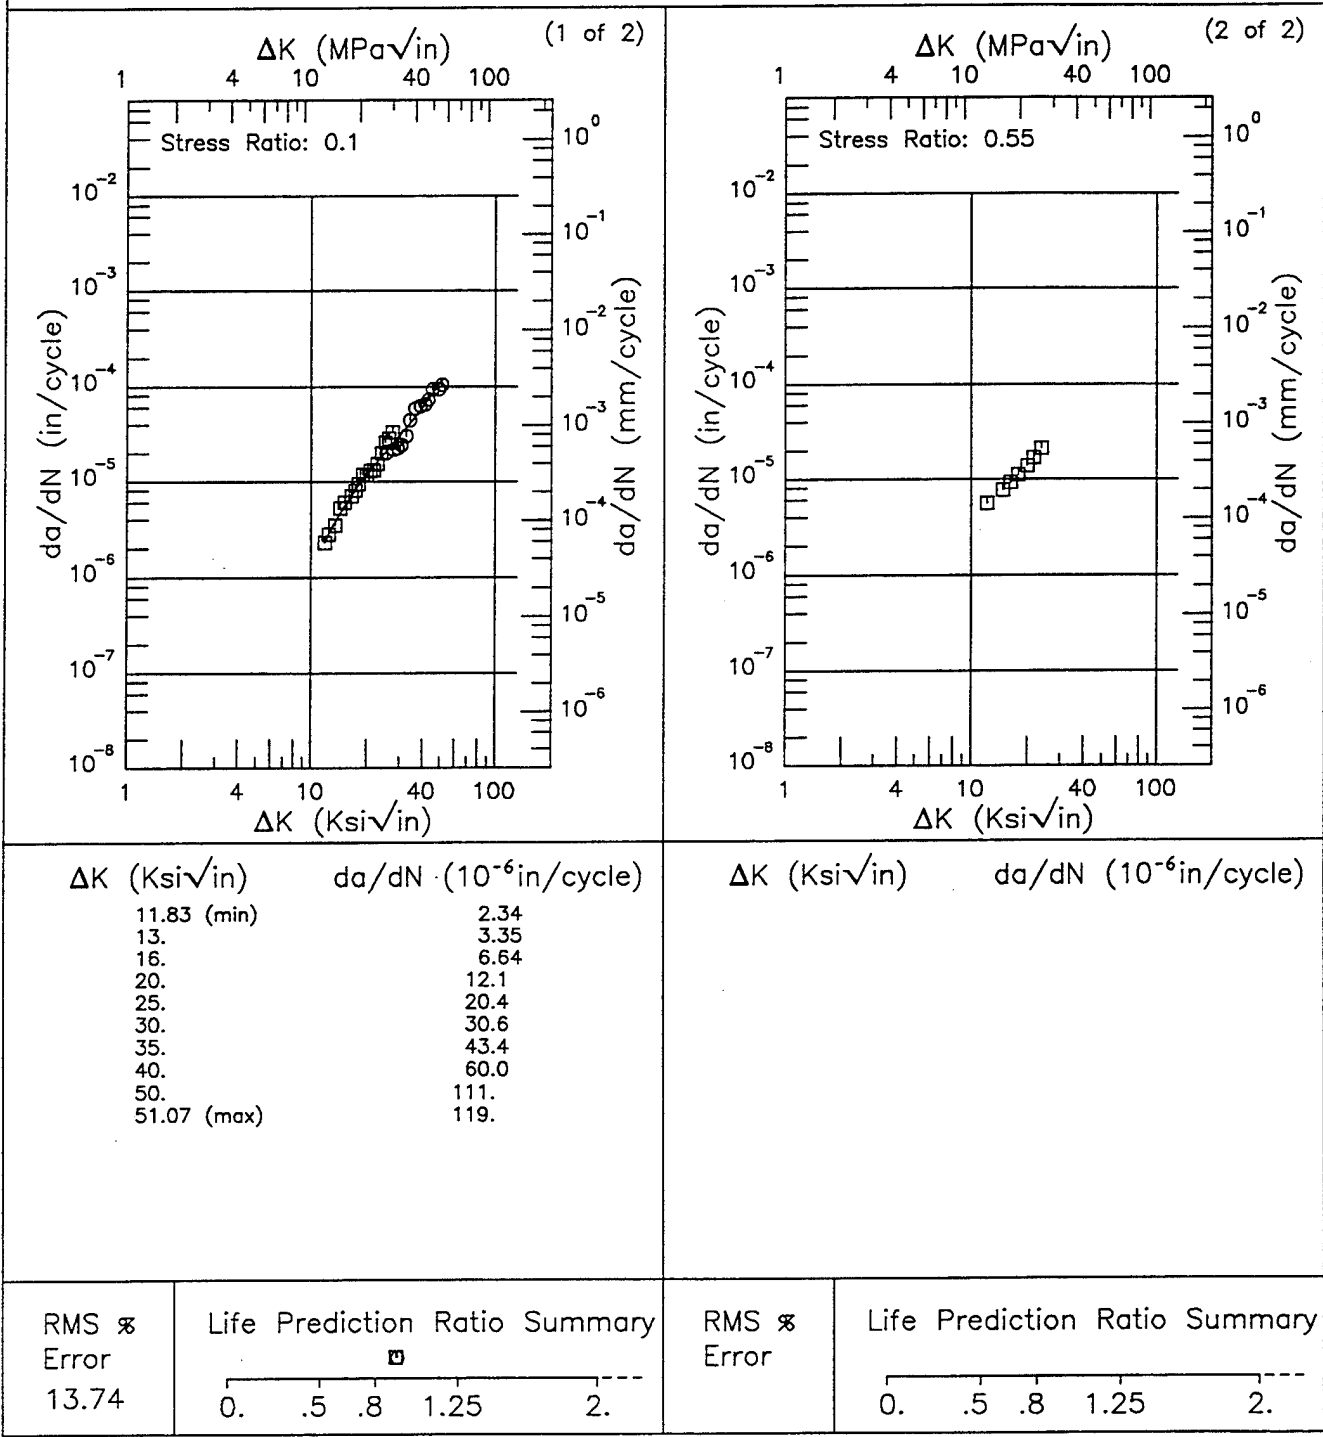 (1 of 2)
ΔK (MPa√in)
1 4 10 40 100
Stress Ratio: 0.1
10⁻²
10⁻³
10⁻⁴
10⁻⁵
10⁻⁶
10⁻⁷
10⁻⁸
da/dN (in/cycle)
10⁰
10⁻¹
10⁻²
10⁻³
10⁻⁴
10⁻⁵
10⁻⁶
da/dN (mm/cycle)
1 4 10 40 100
ΔK (Ksi√in)
(2 of 2)
ΔK (MPa√in)
1 4 10 40 100
Stress Ratio: 0.55
10⁻²
10⁻³
10⁻⁴
10⁻⁵
10⁻⁶
10⁻⁷
10⁻⁸
da/dN (in/cycle)
10⁰
10⁻¹
10⁻²
10⁻³
10⁻⁴
10⁻⁵
10⁻⁶
da/dN (mm/cycle)
1 4 10 40 100
ΔK (Ksi√in)
ΔK (Ksi√in) da/dN (10⁻⁶in/cycle)
11.83 (min) 2.34
13. 3.35
16. 6.64
20. 12.1
25. 20.4
30. 30.6
35. 43.4
40. 60.0
50. 111.
51.07 (max) 119.
ΔK (Ksi√in) da/dN (10⁻⁶in/cycle)
RMS %
Error
13.74
Life Prediction Ratio Summary
0. .5 .8 1.25 2.
RMS %
Error
Life Prediction Ratio Summary
0. .5 .8 1.25 2.